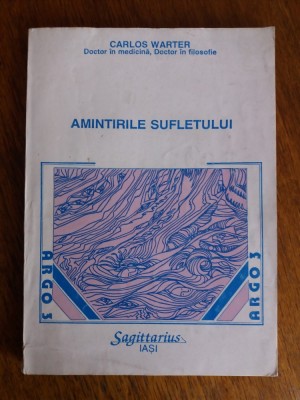 CARLOS WARTER
Doctor în medicină, Doctor în filosofie
AMINTIRILE SUFLETULUI
ARGO 3
ARGO 3
Sagittarius
IAȘI